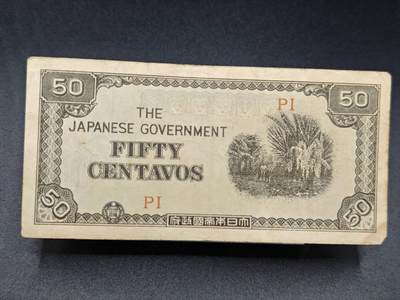 50
50
PI
THE
JAPANESE GOVERNMENT
FIFTY
CENTAVOS
PI
50
大日本帝國政府
50